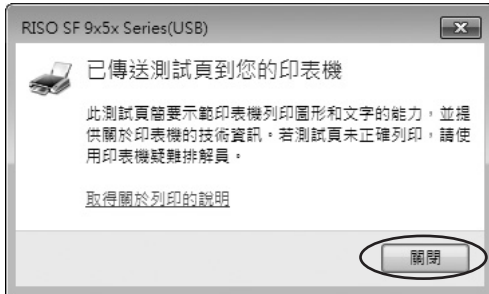 RISO SF 9x5x Series(USB)
已傳送測試頁到您的印表機
此測試頁簡要示範印表機列印圖形和文字的能力，並提
供關於印表機的技術資訊。若測試頁未正確列印，請使
用印表機疑難排解員。
取得關於列印的說明
關閉